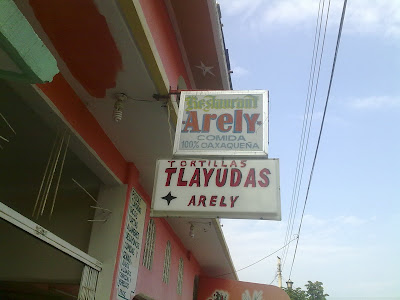 Restaurant
Arely
COMIDA
100% OAXAQUEÑA
TORTILLAS
TLAYUDAS
ARELY